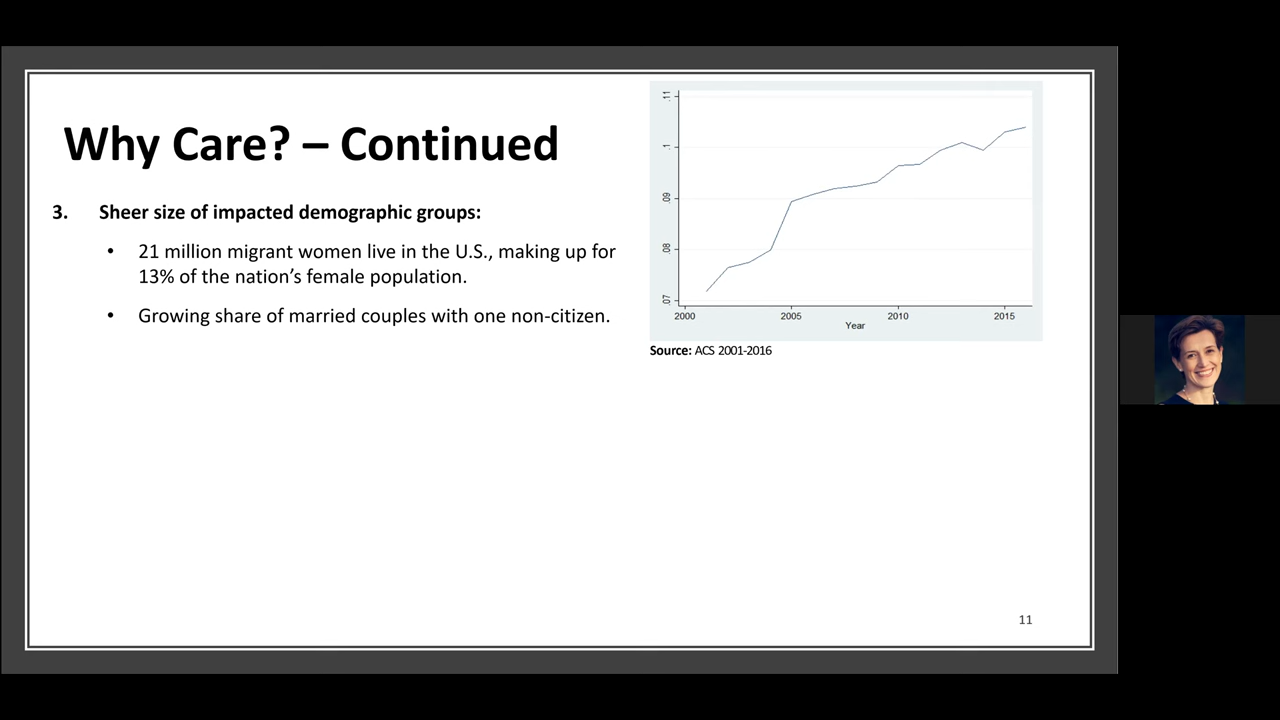 Why Care? – Continued
3. Sheer size of impacted demographic groups:
• 21 million migrant women live in the U.S., making up for
13% of the nation's female population.
• Growing share of married couples with one non-citizen.
.11
.1
.09
.08
.07
2000 2005 2010 2015
Year
Source: ACS 2001-2016
11